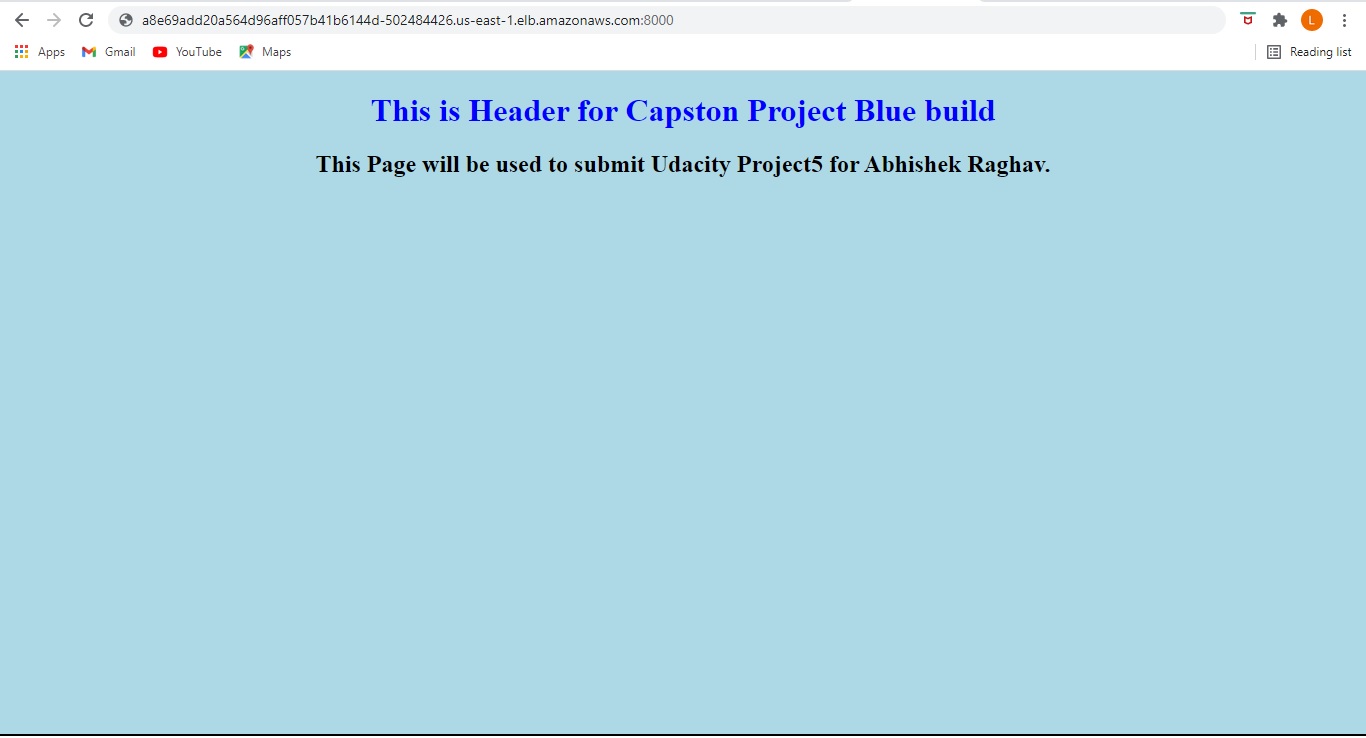 a8e69add20a564d96aff057b41b6144d-502484426.us-east-1.elb.amazonaws.com:8000
L
Apps Gmail YouTube Maps Reading list
This is Header for Capston Project Blue build
This Page will be used to submit Udacity Project5 for Abhishek Raghav.